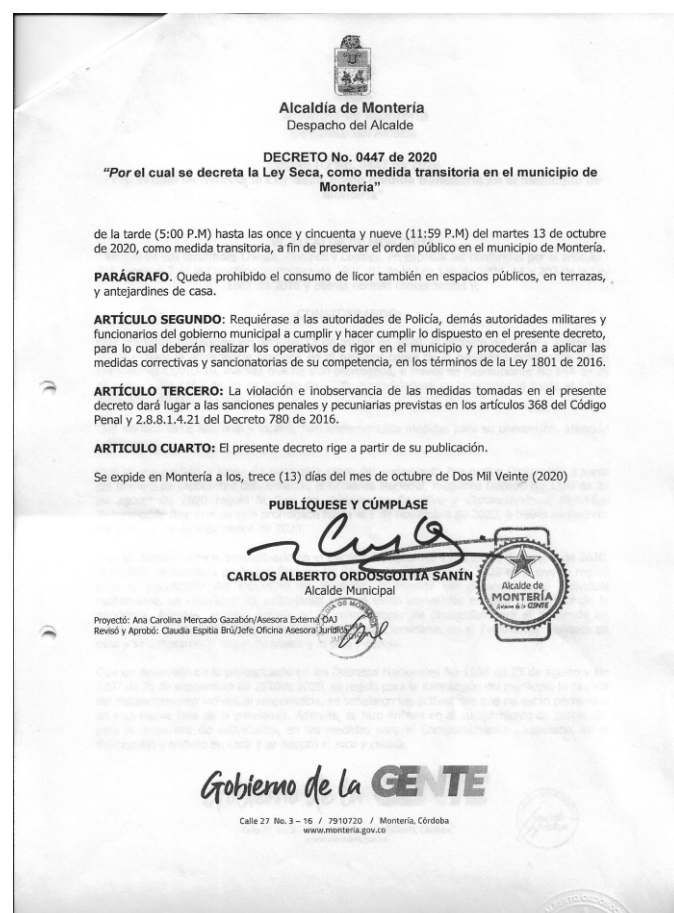 Alcaldía de Montería
Despacho del Alcalde
DECRETO No. 0447 de 2020
“Por el cual se decreta la Ley Seca, como medida transitoria en el municipio de
Montería”
de la tarde (5:00 P.M) hasta las once y cincuenta y nueve (11:59 P.M) del martes 13 de octubre
de 2020, como medida transitoria, a fin de preservar el orden público en el municipio de Montería.
PARÁGRAFO. Queda prohibido el consumo de licor también en espacios públicos, en terrazas,
y antejardines de casa.
ARTÍCULO SEGUNDO: Requiérase a las autoridades de Policía, demás autoridades militares y
funcionarios del gobierno municipal a cumplir y hacer cumplir lo dispuesto en el presente decreto,
para lo cual deberán realizar los operativos de rigor en el municipio y procederán a aplicar las
medidas correctivas y sancionatorias de su competencia, en los términos de la Ley 1801 de 2016.
ARTÍCULO TERCERO: La violación e inobservancia de las medidas tomadas en el presente
decreto dará lugar a las sanciones penales y pecuniarias previstas en los artículos 368 del Código
Penal y 2.8.8.1.4.21 del Decreto 780 de 2016.
ARTICULO CUARTO: El presente decreto rige a partir de su publicación.
Se expide en Montería a los, trece (13) días del mes de octubre de Dos Mil Veinte (2020)
PUBLÍQUESE Y CÚMPLASE
CARLOS ALBERTO ORDOSGOITIA SANÍN
Alcalde Municipal
Alcalde de
MONTERÍA
Gobierno de la GENTE
Proyectó: Ana Carolina Mercado Gazabón/Asesora Externa OAJ
Revisó y Aprobó: Claudia Espitia Brú/Jefe Oficina Asesora Jurídica
Gobierno de la GENTE
Calle 27 No. 3 – 16 / 7910720 / Montería, Córdoba
www.monteria.gov.co